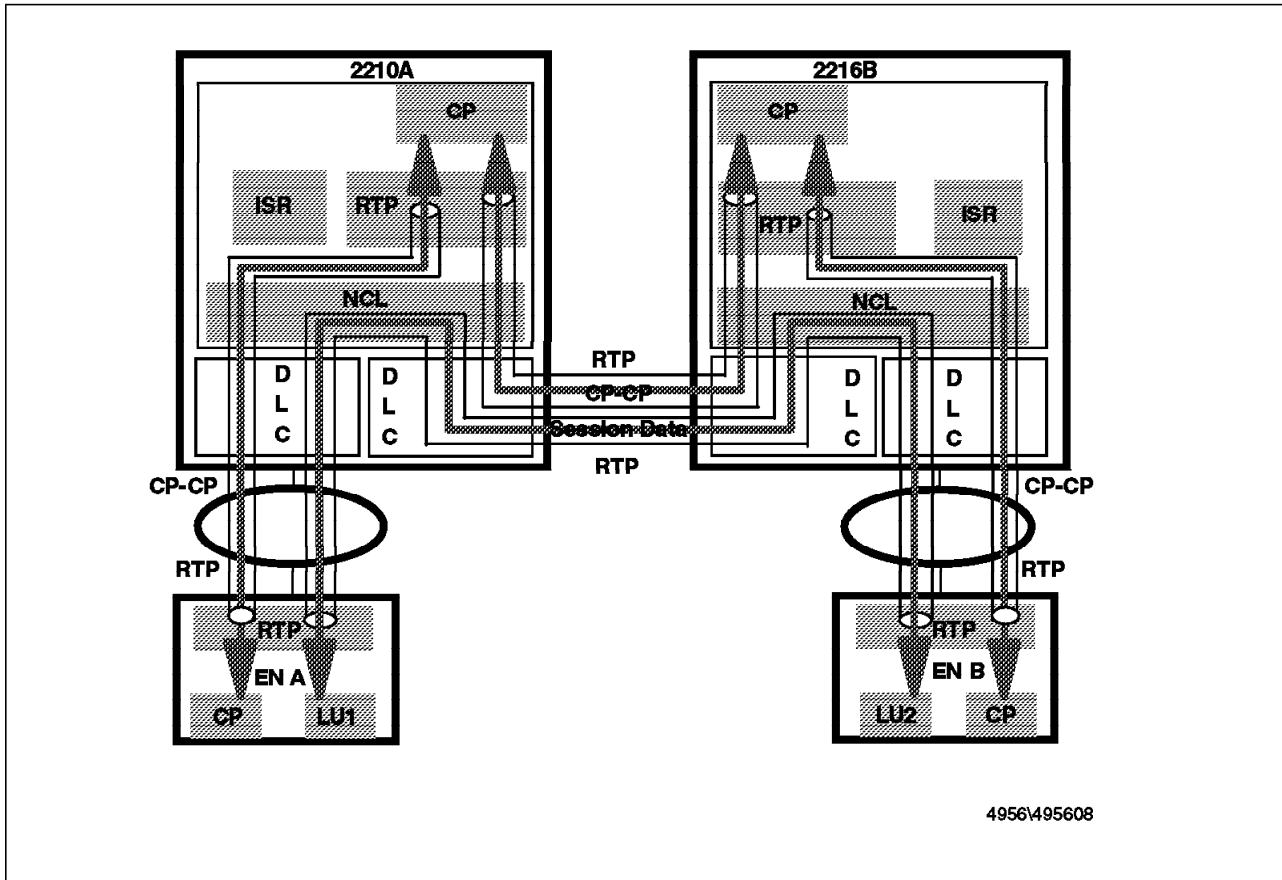 2210A
2216B
CP
CP
ISR
RTP
RTP
ISR
NCL
NCL
RTP
CP-CP
Session Data
RTP
D
L
C
D
L
C
D
L
C
D
L
C
CP-CP
CP-CP
RTP
RTP
RTP
EN A
CP
LU1
RTP
EN B
LU2
CP
4956\495608